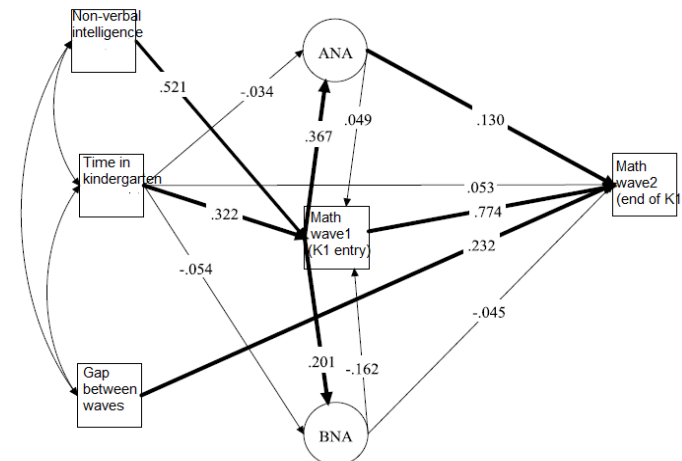 Non-verbal
intelligence
ANA
.521
-.034
.367
.049
.130
Time in
kindergarten
.053
Math
wave2
(end of K1
.322
Math
wave1
(K1 entry)
.774
.232
-.054
-.045
.201
-.162
Gap
between
waves
BNA